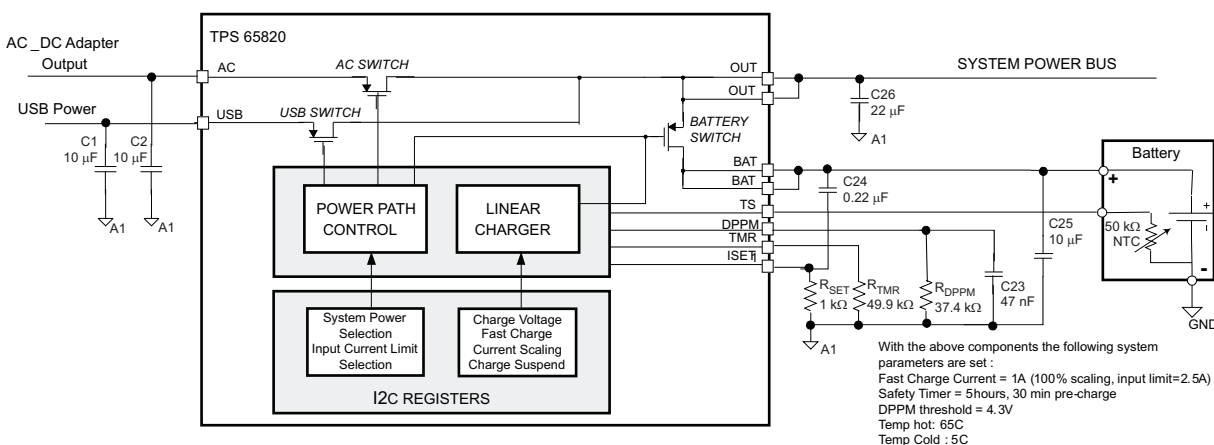 TPS 65820
AC _DC Adapter
Output
USB Power
C1
10 μF
C2
10 μF
A1
A1
AC
USB
AC SWITCH
USB SWITCH
BATTERY
SWITCH
POWER PATH
CONTROL
LINEAR
CHARGER
System Power
Selection
Input Current Limit
Selection
Charge Voltage
Fast Charge
Current Scaling
Charge Suspend
I2C REGISTERS
OUT
OUT
BAT
BAT
TS
DPPM
TMR
ISET1
SYSTEM POWER BUS
C26
22 μF
A1
C24
0.22 μF
C25
10 μF
Battery
+
+
-
-
50 kΩ
NTC
GND
RSET
1 kΩ
RTMR
49.9 kΩ
RDPPM
37.4 kΩ
C23
47 nF
A1
With the above components the following system
parameters are set :
Fast Charge Current = 1A (100% scaling, input limit=2.5A)
Safety Timer = 5hours, 30 min pre-charge
DPPM threshold = 4.3V
Temp hot: 65C
Temp Cold : 5C